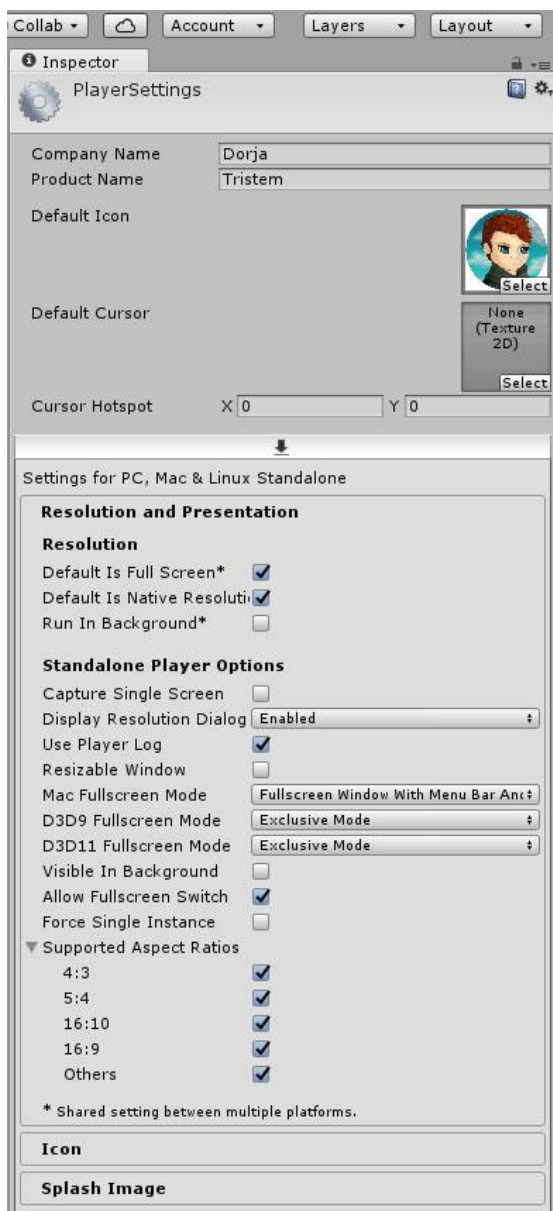 Collab Account Layers Layout
Inspector
PlayerSettings
Company Name Dorja
Product Name Tristem
Default Icon
Select
Default Cursor None
(Texture
2D)
Select
Cursor Hotspot X 0 Y 0
Settings for PC, Mac & Linux Standalone
Resolution and Presentation
Resolution
Default Is Full Screen*
Default Is Native Resoluti
Run In Background*
Standalone Player Options
Capture Single Screen
Display Resolution Dialog Enabled
Use Player Log
Resizable Window
Mac Fullscreen Mode Fullscreen Window With Menu Bar And
D3D9 Fullscreen Mode Exclusive Mode
D3D11 Fullscreen Mode Exclusive Mode
Visible In Background
Allow Fullscreen Switch
Force Single Instance
Supported Aspect Ratios
4:3
5:4
16:10
16:9
Others
* Shared setting between multiple platforms.
Icon
Splash Image